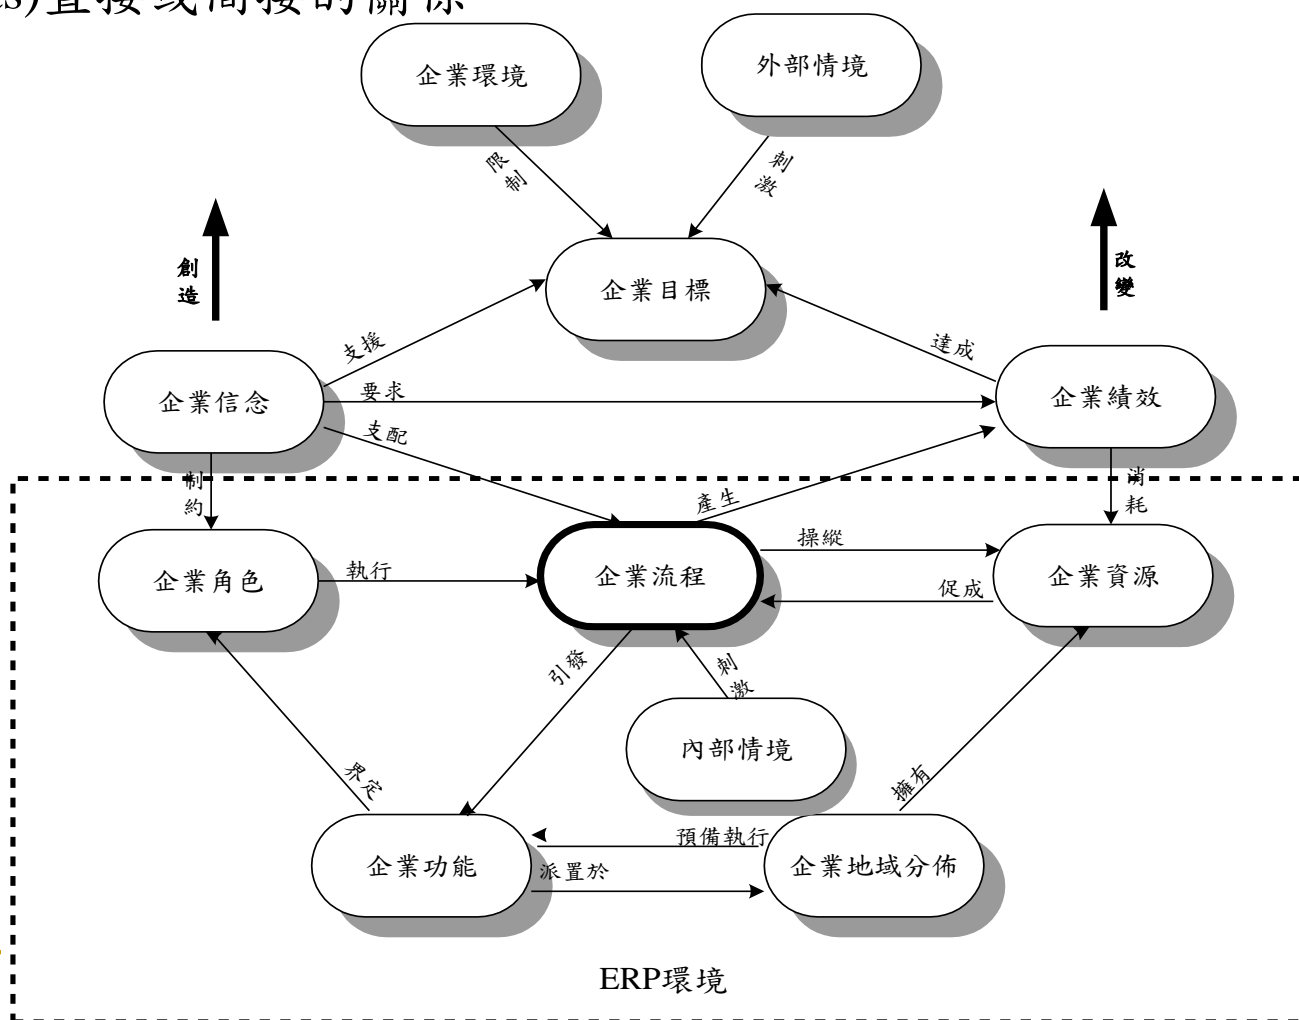 s)直接或間接的關係
企業環境
外部情境
限制
刺激
創造
改變
企業目標
支援
達成
企業信念
要求
企業績效
支配
制約
產生
消耗
企業角色
執行
企業流程
操縱
促成
企業資源
引發
刺激
內部情境
界定
擁有
企業功能
預備執行
派置於
企業地域分佈
ERP環境